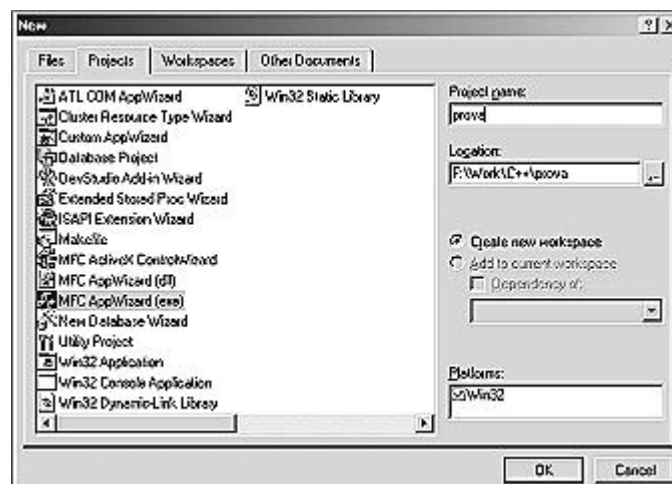 New
Files
Projects
Workspaces
Other Documents
ATL COM AppWizard
Cluster Resource Type Wizard
Custom AppWizard
Database Project
DevStudio Add-in Wizard
Extended Stored Proc Wizard
ISAPI Extension Wizard
Makefile
MFC ActiveX ControlWizard
MFC AppWizard (dll)
MFC AppWizard (exe)
New Database Wizard
Utility Project
Win32 Application
Win32 Console Application
Win32 Dynamic-Link Library
Win32 Static Library
Project name:
prova
Location:
F:\Work\C++\prova
...
Create new workspace
Add to current workspace
Dependency of:
Platforms:
Win32
OK
Cancel